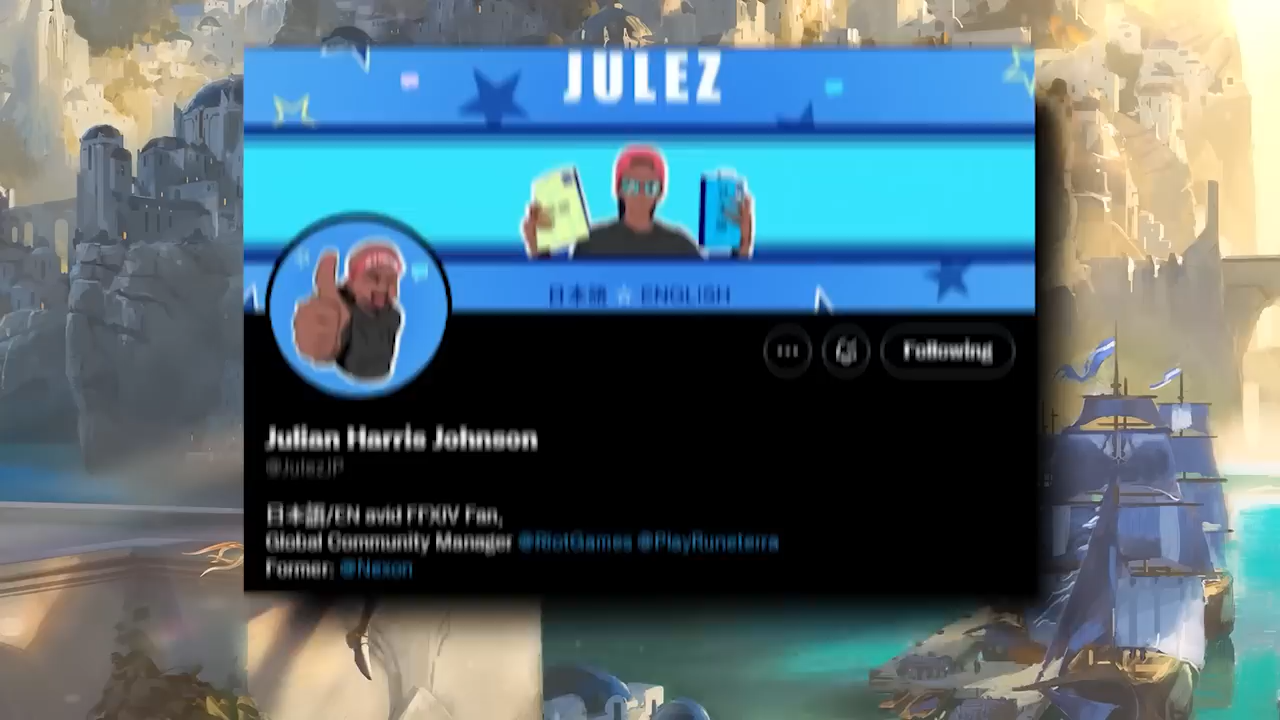 JULEZ
日本語 ☆ ENGLISH
Following
Julian Harris Johnson
@JulezJP
日本語/EN avid FFXIV Fan,
Global Community Manager @RiotGames @PlayRuneterra
Former: @Nexon